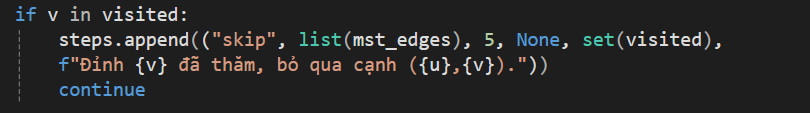 if v in visited:
steps.append(("skip", list(mst_edges), 5, None, set(visited),
f"Đỉnh {v} đã thăm, bỏ qua cạnh ({u},{v})."))
continue